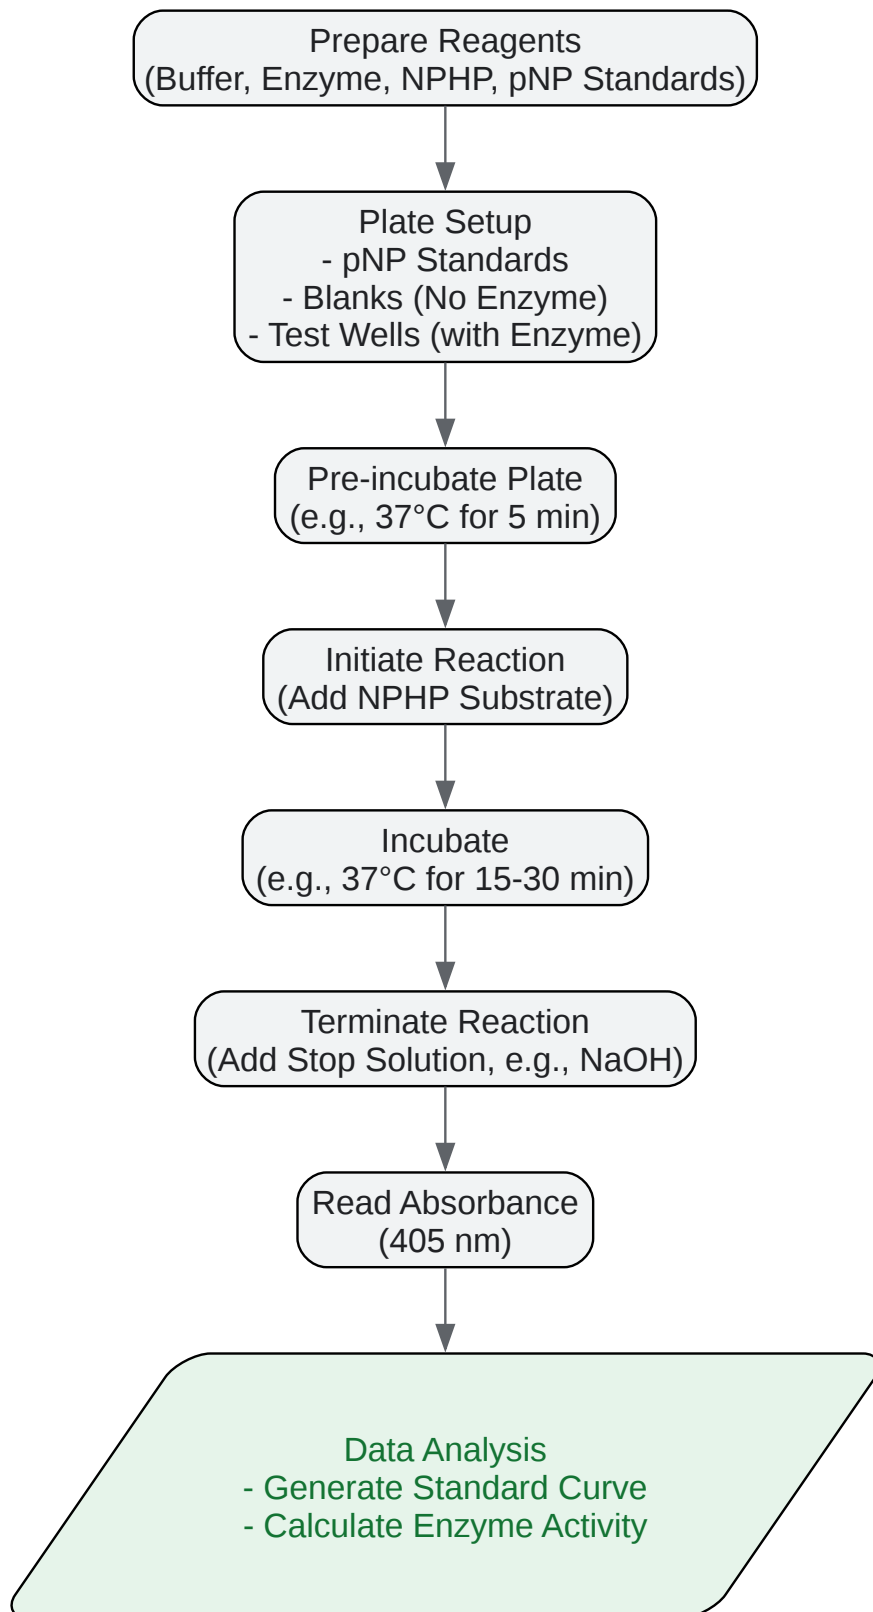 Prepare Reagents
(Buffer, Enzyme, NPHP, pNP Standards)
Plate Setup
- pNP Standards
- Blanks (No Enzyme)
- Test Wells (with Enzyme)
Pre-incubate Plate
(e.g., 37°C for 5 min)
Initiate Reaction
(Add NPHP Substrate)
Incubate
(e.g., 37°C for 15-30 min)
Terminate Reaction
(Add Stop Solution, e.g., NaOH)
Read Absorbance
(405 nm)
Data Analysis
- Generate Standard Curve
- Calculate Enzyme Activity